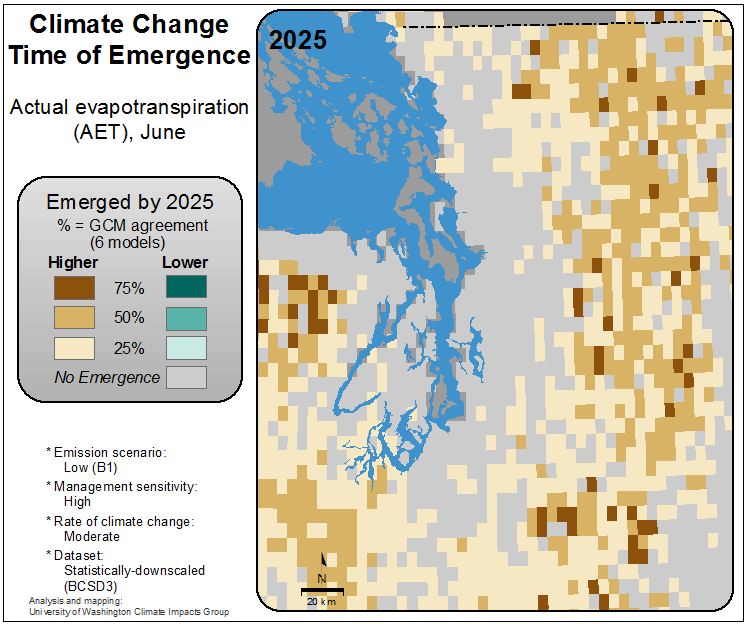 Climate Change
Time of Emergence
Actual evapotranspiration
(AET), June
Emerged by 2025
% = GCM agreement
(6 models)
Higher Lower
75%
50%
25%
No Emergence
* Emission scenario:
Low (B1)
* Management sensitivity:
High
* Rate of climate change:
Moderate
* Dataset:
Statistically-downscaled
(BCSD3)
Analysis and mapping:
University of Washington Climate Impacts Group
2025
N
20 km